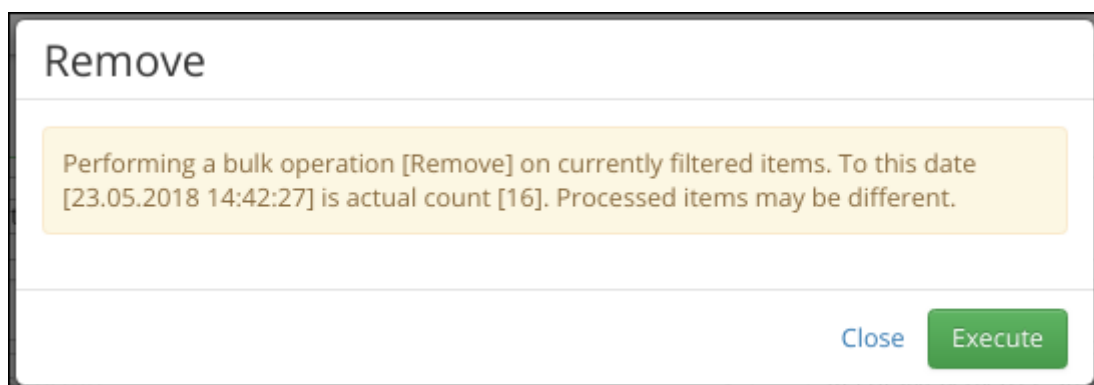 Remove
Performing a bulk operation [Remove] on currently filtered items. To this date
[23.05.2018 14:42:27] is actual count [16]. Processed items may be different.
Close Execute